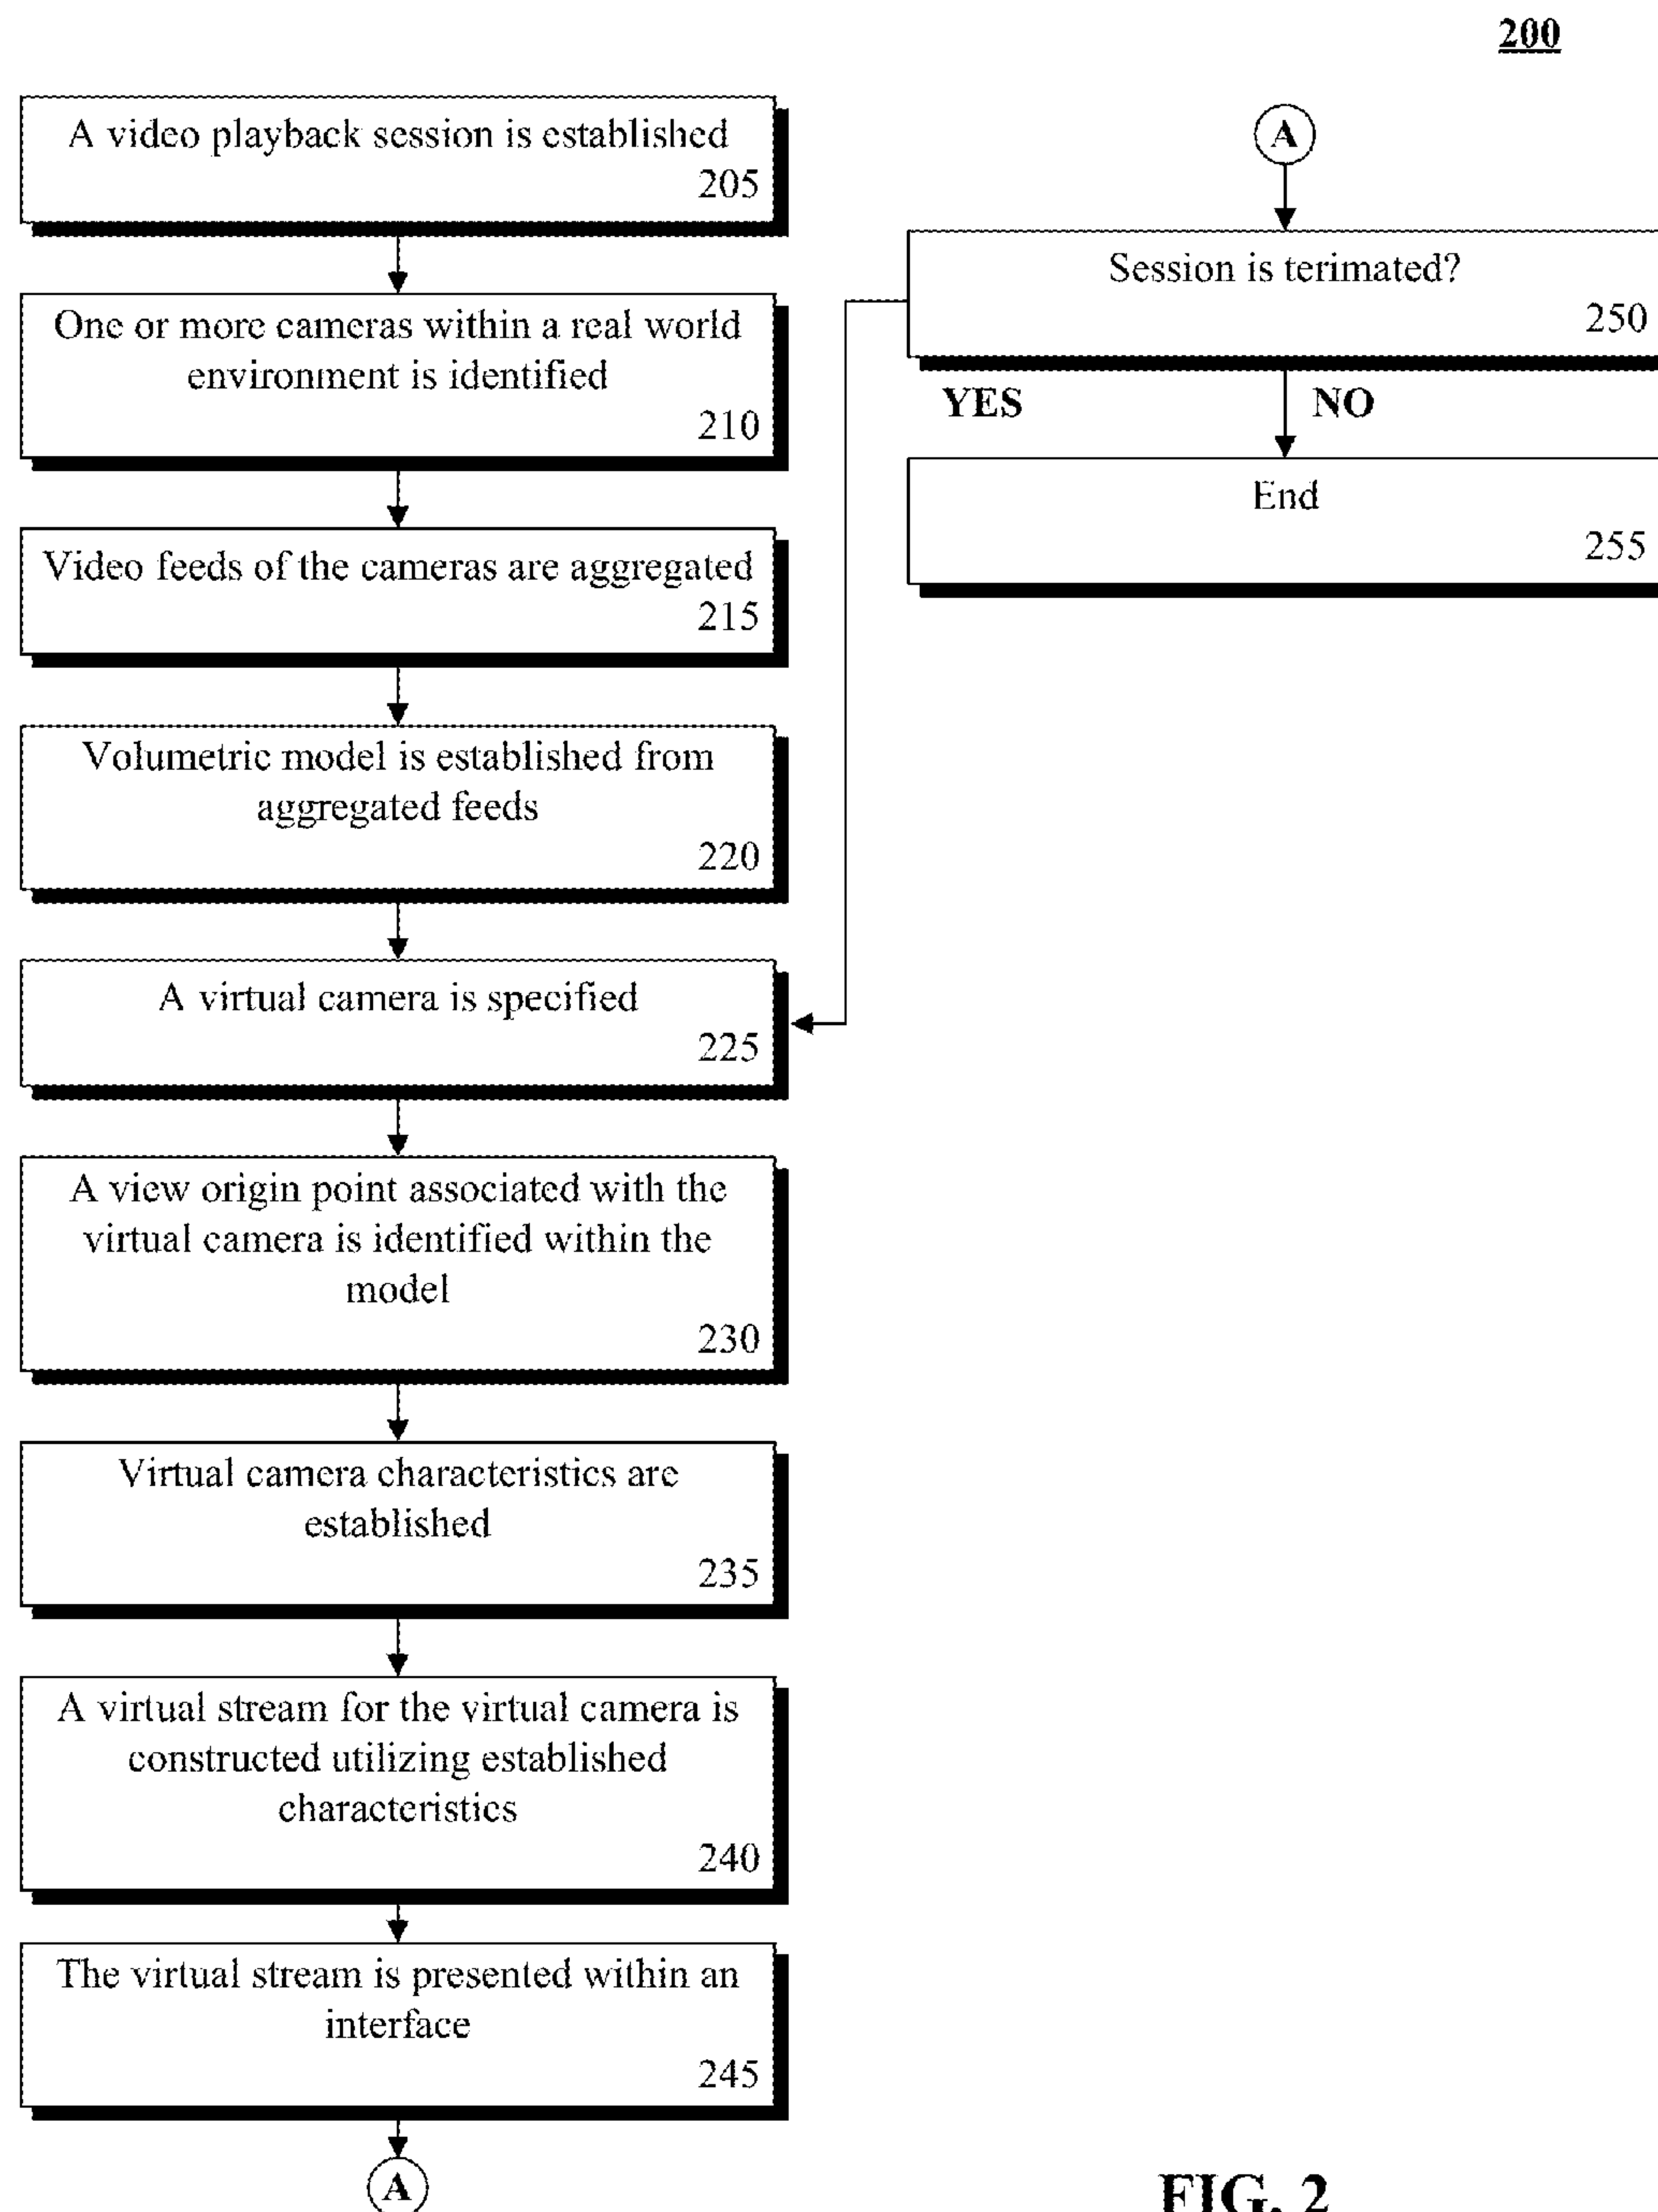 200
A video playback session is established
205
One or more cameras within a real world
environment is identified
210
Video feeds of the cameras are aggregated
215
Volumetric model is established from
aggregated feeds
220
A virtual camera is specified
225
A view origin point associated with the
virtual camera is identified within the
model
230
Virtual camera characteristics are
established
235
A virtual stream for the virtual camera is
constructed utilizing established
characteristics
240
The virtual stream is presented within an
interface
245
A
A
Session is terimated?
250
YES
NO
End
255
FIG. 2